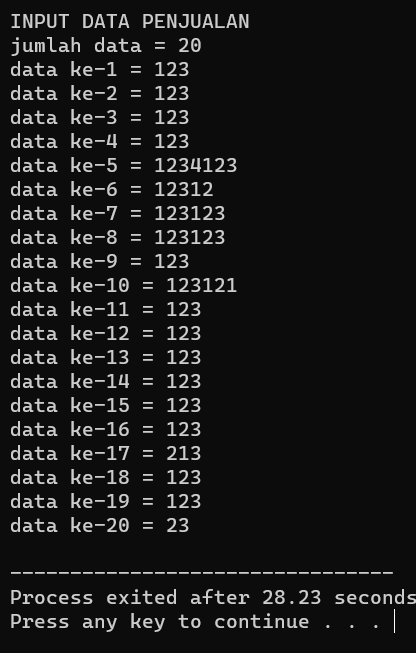 INPUT DATA PENJUALAN
jumlah data = 20
data ke-1 = 123
data ke-2 = 123
data ke-3 = 123
data ke-4 = 123
data ke-5 = 1234123
data ke-6 = 12312
data ke-7 = 123123
data ke-8 = 123123
data ke-9 = 123
data ke-10 = 123121
data ke-11 = 123
data ke-12 = 123
data ke-13 = 123
data ke-14 = 123
data ke-15 = 123
data ke-16 = 123
data ke-17 = 213
data ke-18 = 123
data ke-19 = 123
data ke-20 = 23
--------------------------------
Process exited after 28.23 seconds
Press any key to continue . . .